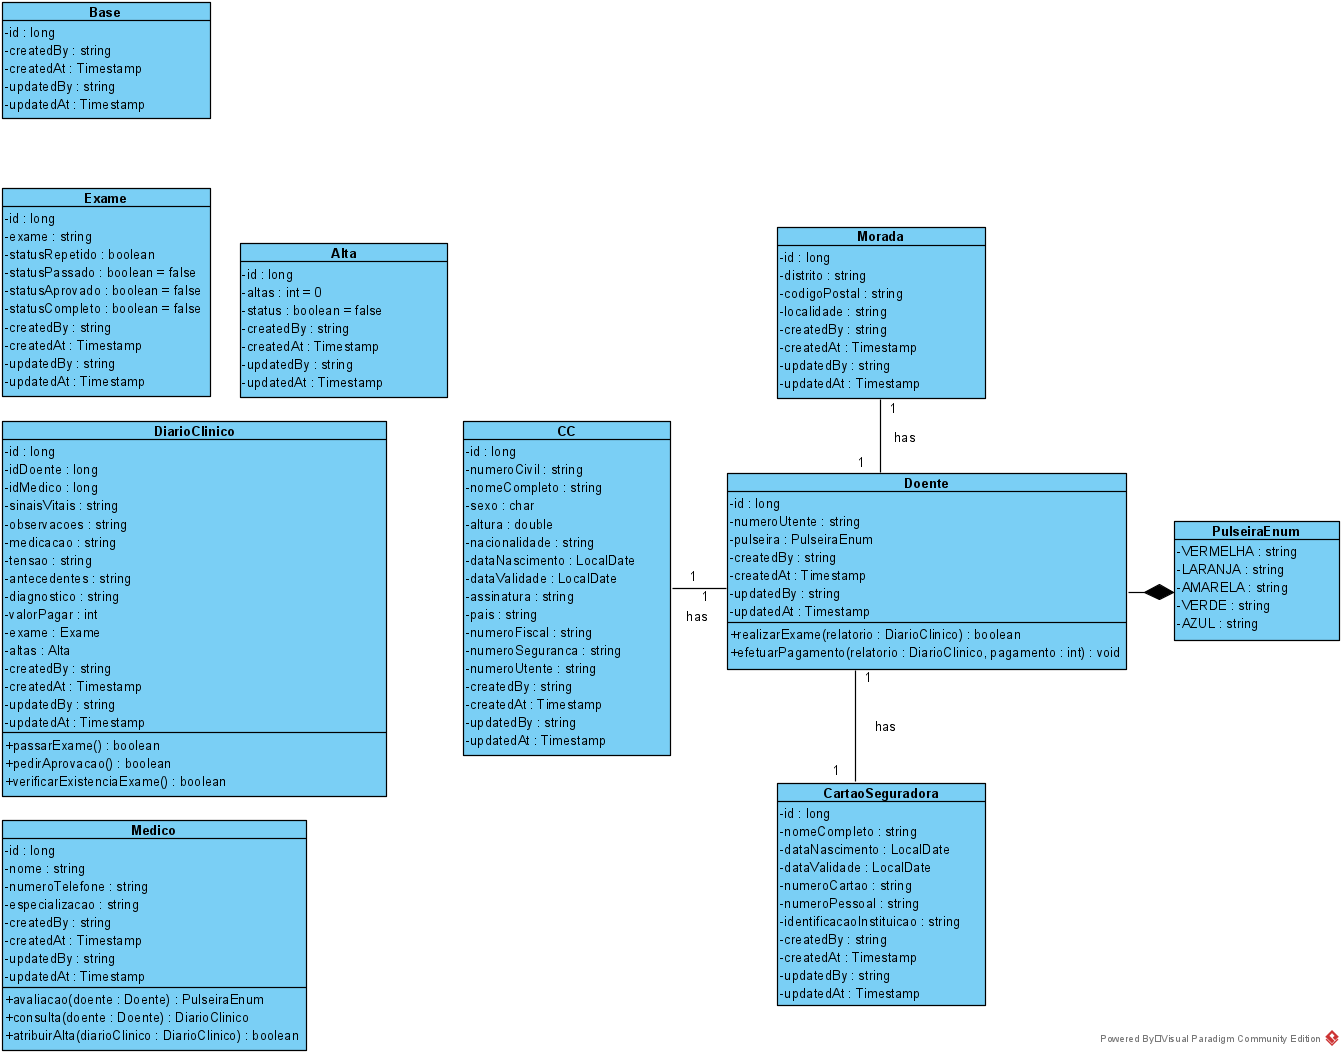 Base
-id : long
-createdBy : string
-createdAt : Timestamp
-updatedBy : string
-updatedAt : Timestamp
Exame
-id : long
-exame : string
-statusRepetido : boolean
-statusPassado : boolean = false
-statusAprovado : boolean = false
-statusCompleto : boolean = false
-createdBy : string
-createdAt : Timestamp
-updatedBy : string
-updatedAt : Timestamp
Alta
-id : long
-altas : int = 0
-status : boolean = false
-createdBy : string
-createdAt : Timestamp
-updatedBy : string
-updatedAt : Timestamp
Morada
-id : long
-distrito : string
-codigoPostal : string
-localidade : string
-createdBy : string
-createdAt : Timestamp
-updatedBy : string
-updatedAt : Timestamp
1
has
1
DiarioClinico
-id : long
-idDoente : long
-idMedico : long
-sinaisVitais : string
-observacoes : string
-medicacao : string
-tensao : string
-antecedentes : string
-diagnostico : string
-valorPagar : int
-exame : Exame
-altas : Alta
-createdBy : string
-createdAt : Timestamp
-updatedBy : string
-updatedAt : Timestamp
+passarExame() : boolean
+pedirAprovacao() : boolean
+verificarExistenciaExame() : boolean
CC
-id : long
-numeroCivil : string
-nomeCompleto : string
-sexo : char
-altura : double
-nacionalidade : string
-dataNascimento : LocalDate
-dataValidade : LocalDate
-assinatura : string
-pais : string
-numeroFiscal : string
-numeroSeguranca : string
-numeroUtente : string
-createdBy : string
-createdAt : Timestamp
-updatedBy : string
-updatedAt : Timestamp
1
1
has
Doente
-id : long
-numeroUtente : string
-pulseira : PulseiraEnum
-createdBy : string
-createdAt : Timestamp
-updatedBy : string
-updatedAt : Timestamp
+realizarExame(relatorio : DiarioClinico) : boolean
+efetuarPagamento(relatorio : DiarioClinico, pagamento : int) : void
PulseiraEnum
-VERMELHA : string
-LARANJA : string
-AMARELA : string
-VERDE : string
-AZUL : string
1
has
1
Medico
-id : long
-nome : string
-numeroTelefone : string
-especializacao : string
-createdBy : string
-createdAt : Timestamp
-updatedBy : string
-updatedAt : Timestamp
+avaliacao(doente : Doente) : PulseiraEnum
+consulta(doente : Doente) : DiarioClinico
+atribuirAlta(diarioClinico : DiarioClinico) : boolean
CartaoSeguradora
-id : long
-nomeCompleto : string
-dataNascimento : LocalDate
-dataValidade : LocalDate
-numeroCartao : string
-numeroPessoal : string
-identificacaoInstituicao : string
-createdBy : string
-createdAt : Timestamp
-updatedBy : string
-updatedAt : Timestamp
Powered By□Visual Paradigm Community Edition